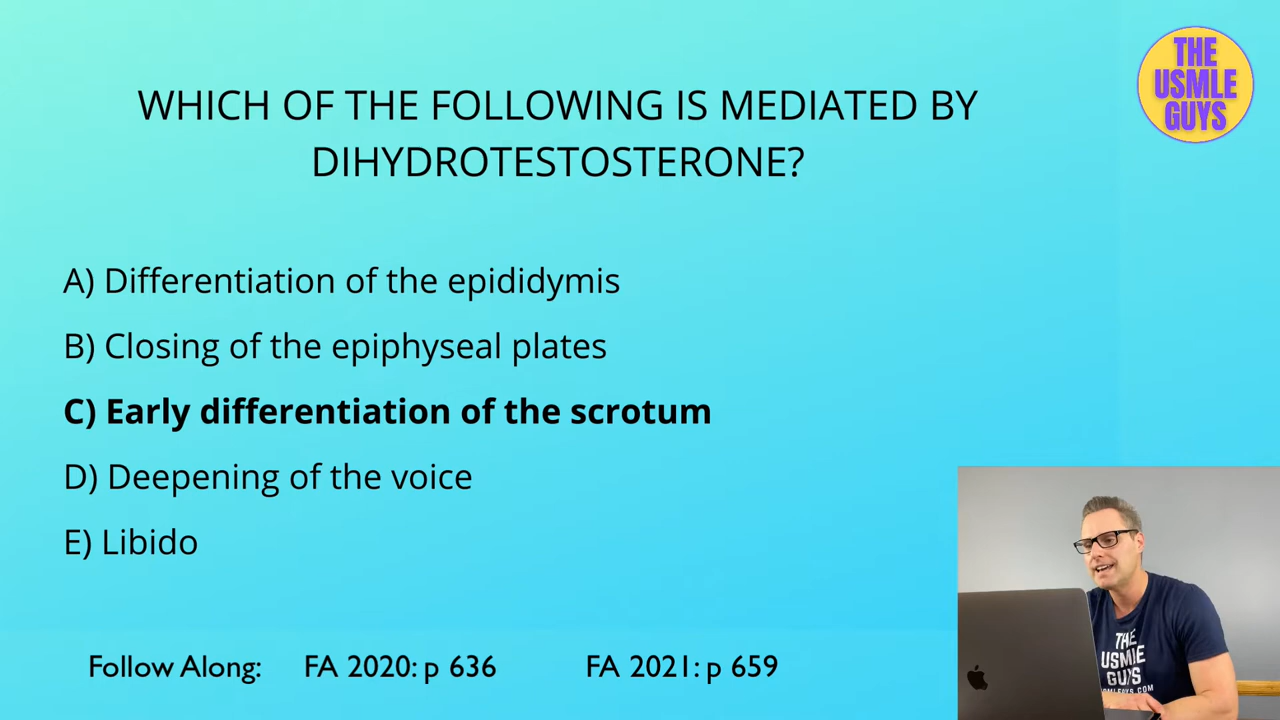 THE
USMLE
GUYS
WHICH OF THE FOLLOWING IS MEDIATED BY
DIHYDROTESTOSTERONE?
A) Differentiation of the epididymis
B) Closing of the epiphyseal plates
C) Early differentiation of the scrotum
D) Deepening of the voice
E) Libido
Follow Along: FA 2020: p 636 FA 2021: p 659
THE
USMLE
GUYS
USMLEGUYS.COM